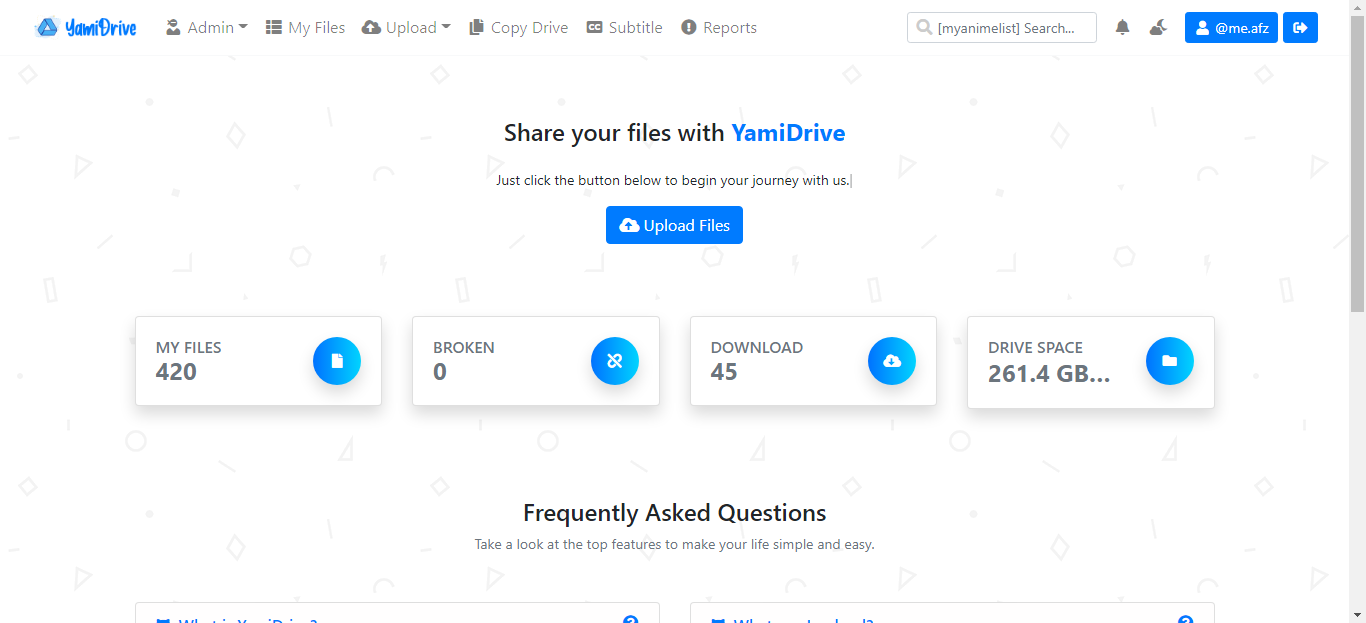 YamiDrive Admin My Files Upload Copy Drive Subtitle Reports [myanimelist] Search... @me.afz
Share your files with YamiDrive
Just click the button below to begin your journey with us.|
Upload Files
MY FILES
420
BROKEN
0
DOWNLOAD
45
DRIVE SPACE
261.4 GB...
Frequently Asked Questions
Take a look at the top features to make your life simple and easy.
What is YamiDrive?